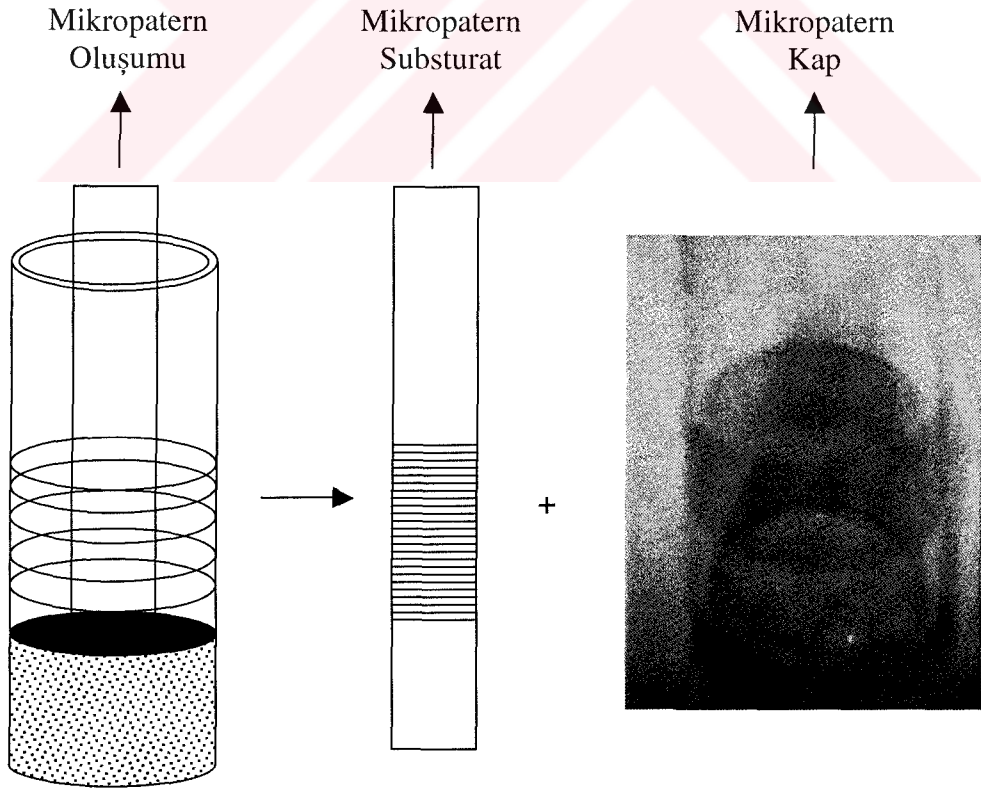 Mikropatern
Oluşumu
Mikropatern
Substurat
Mikropatern
Kap
+